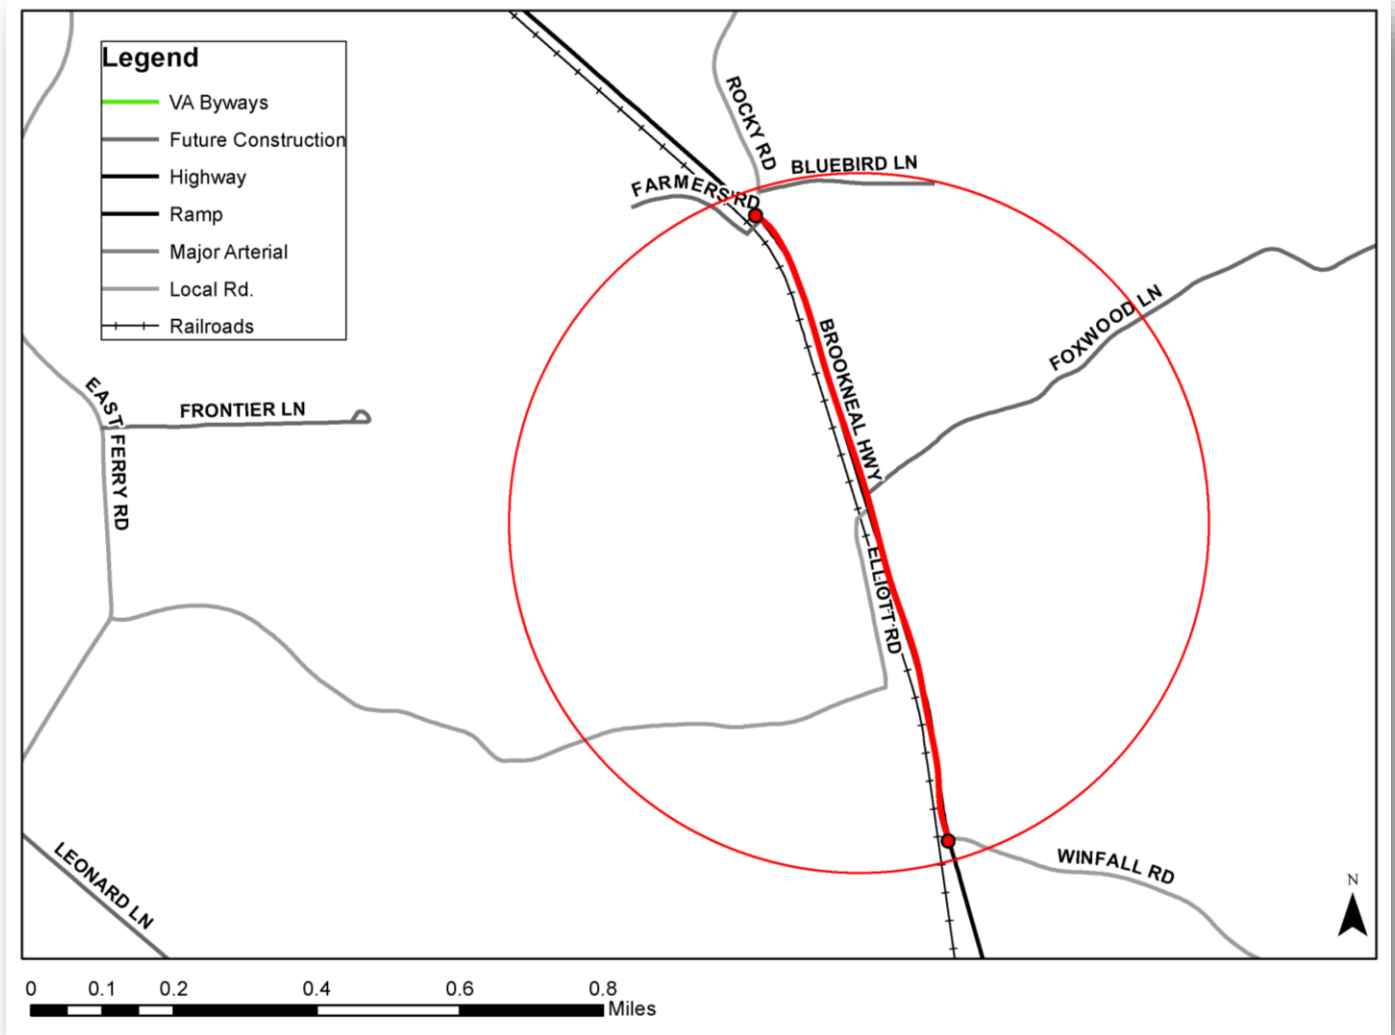 Legend
VA Byways
Future Construction
Highway
Ramp
Major Arterial
Local Rd.
Railroads
ROCKY RD
BLUEBIRD LN
FARMERS RD
FOXWOOD LN
BROOKNEAL HWY
EAST FERRY RD
FRONTIER LN
ELLIOTT RD
LEONARD LN
WINFALL RD
N
0 0.1 0.2 0.4 0.6 0.8
Miles